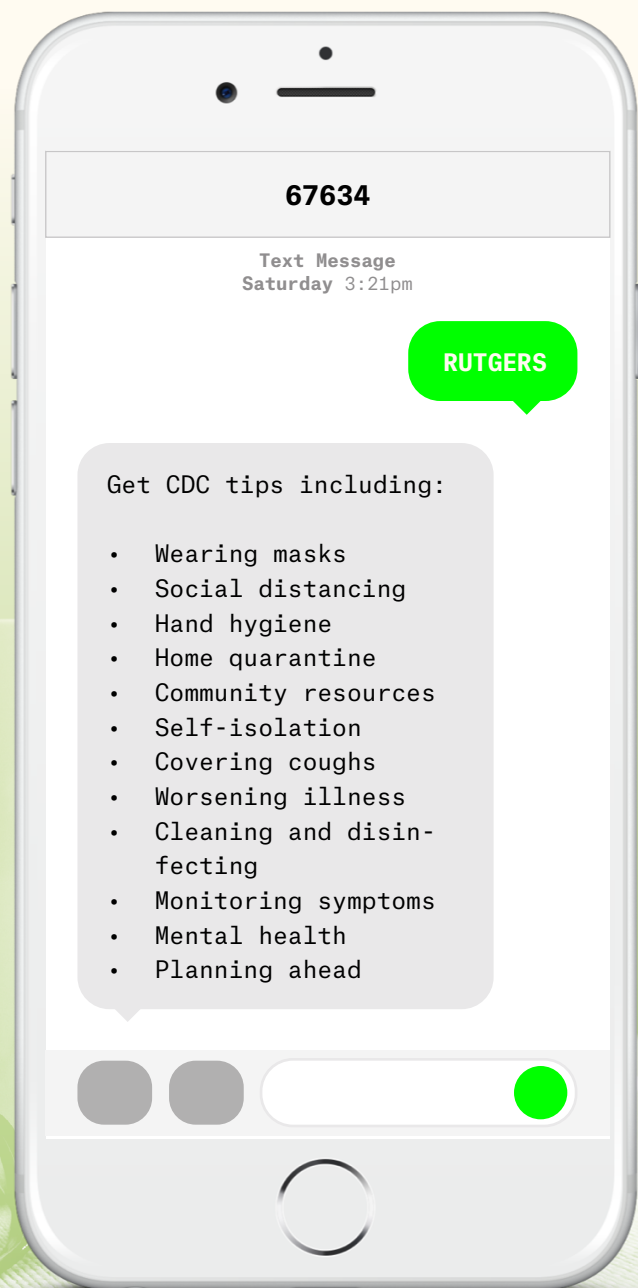 67634
Text Message
Saturday 3:21pm
RUTGERS
Get CDC tips including:
• Wearing masks
• Social distancing
• Hand hygiene
• Home quarantine
• Community resources
• Self-isolation
• Covering coughs
• Worsening illness
• Cleaning and disin-
fecting
• Monitoring symptoms
• Mental health
• Planning ahead